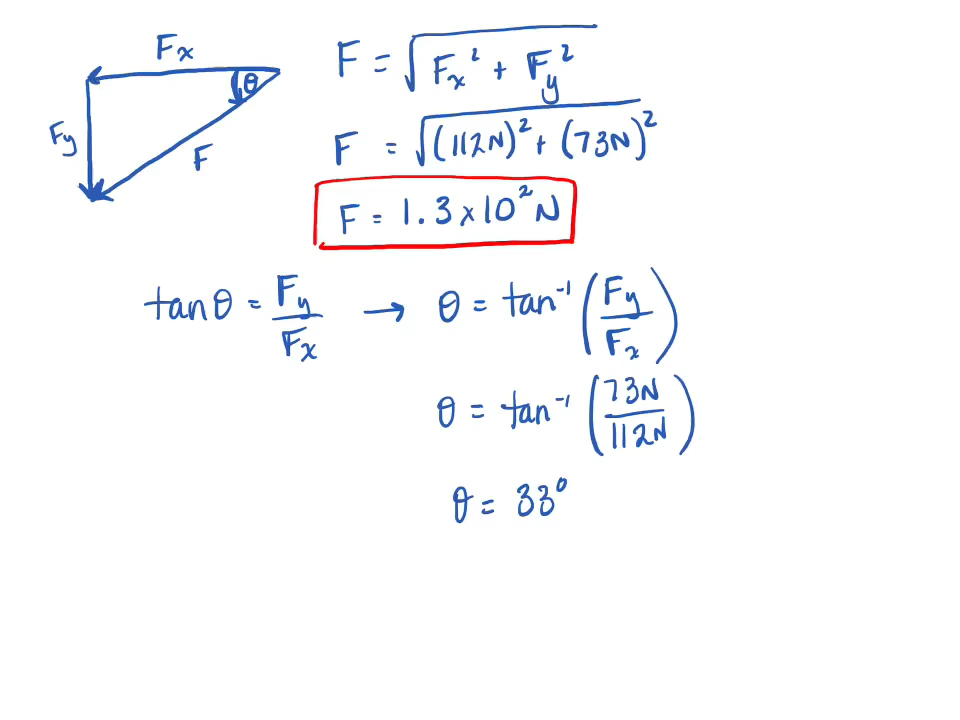 Fx
θ
Fy
F
F = √(Fx² + Fy²)
F = √((112N)² + (73N)²)
F = 1.3 × 10² N
tanθ = Fy/Fx → θ = tan⁻¹(Fy/Fx)
θ = tan⁻¹(73N/112N)
θ = 33°